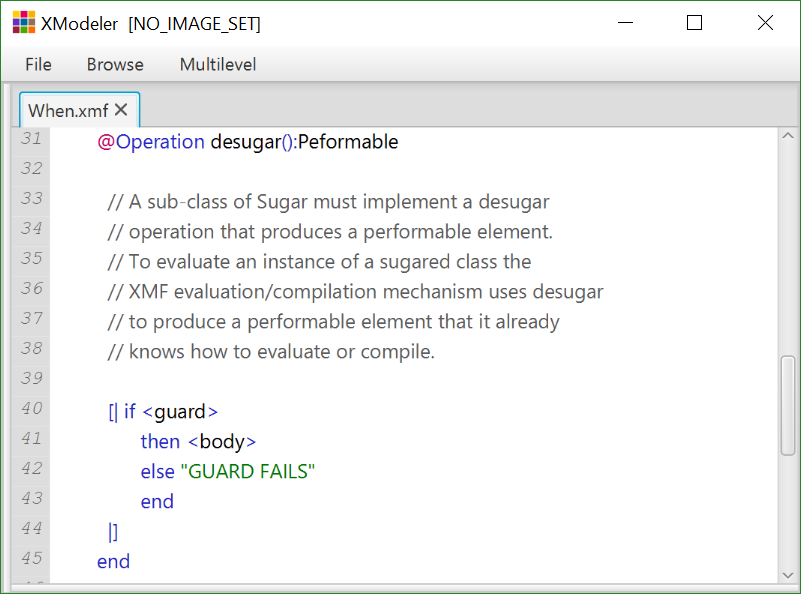 XModeler [NO_IMAGE_SET]
File Browse Multilevel
When.xmf
31 @Operation desugar():Peformable
32
33 // A sub-class of Sugar must implement a desugar
34 // operation that produces a performable element.
35 // To evaluate an instance of a sugared class the
36 // XMF evaluation/compilation mechanism uses desugar
37 // to produce a performable element that it already
38 // knows how to evaluate or compile.
39
40 [| if <guard>
41 then <body>
42 else "GUARD FAILS"
43 end
44 |]
45 end